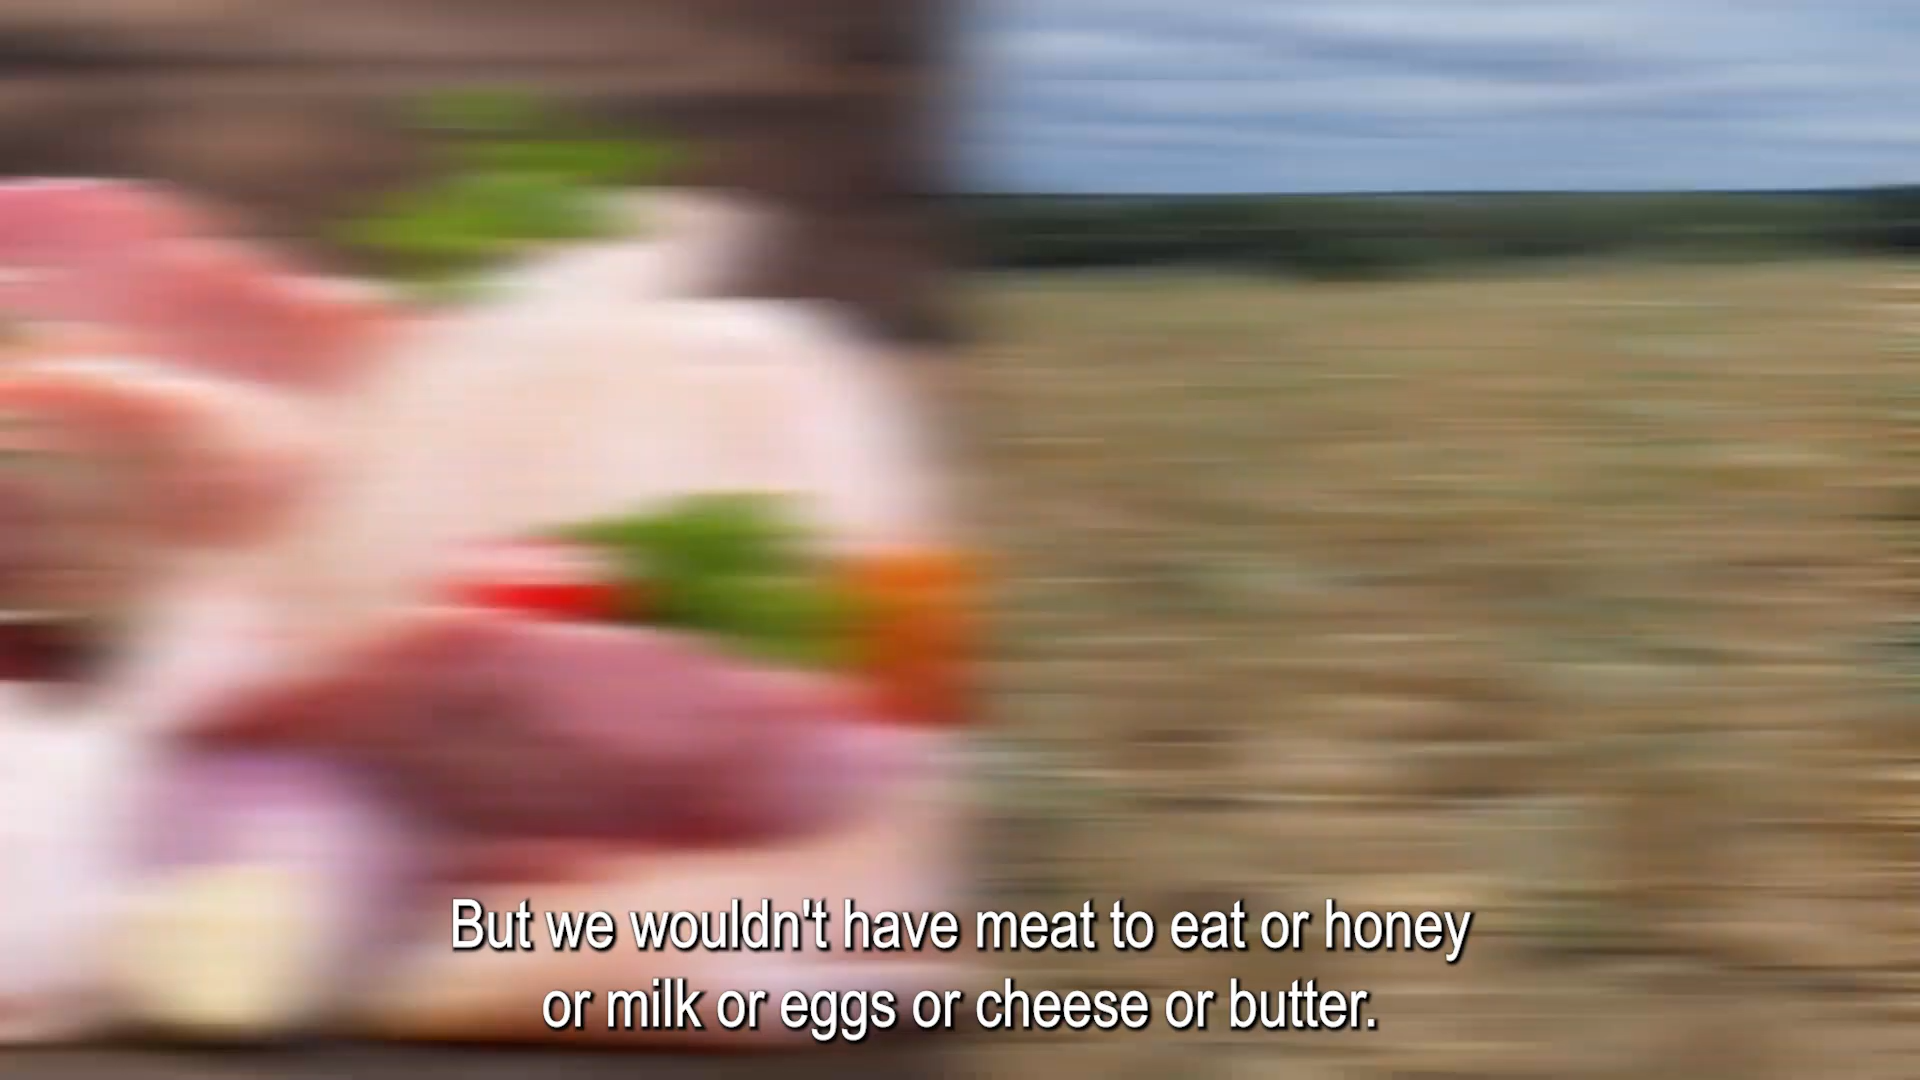 But we wouldn't have meat to eat or honey
or milk or eggs or cheese or butter.